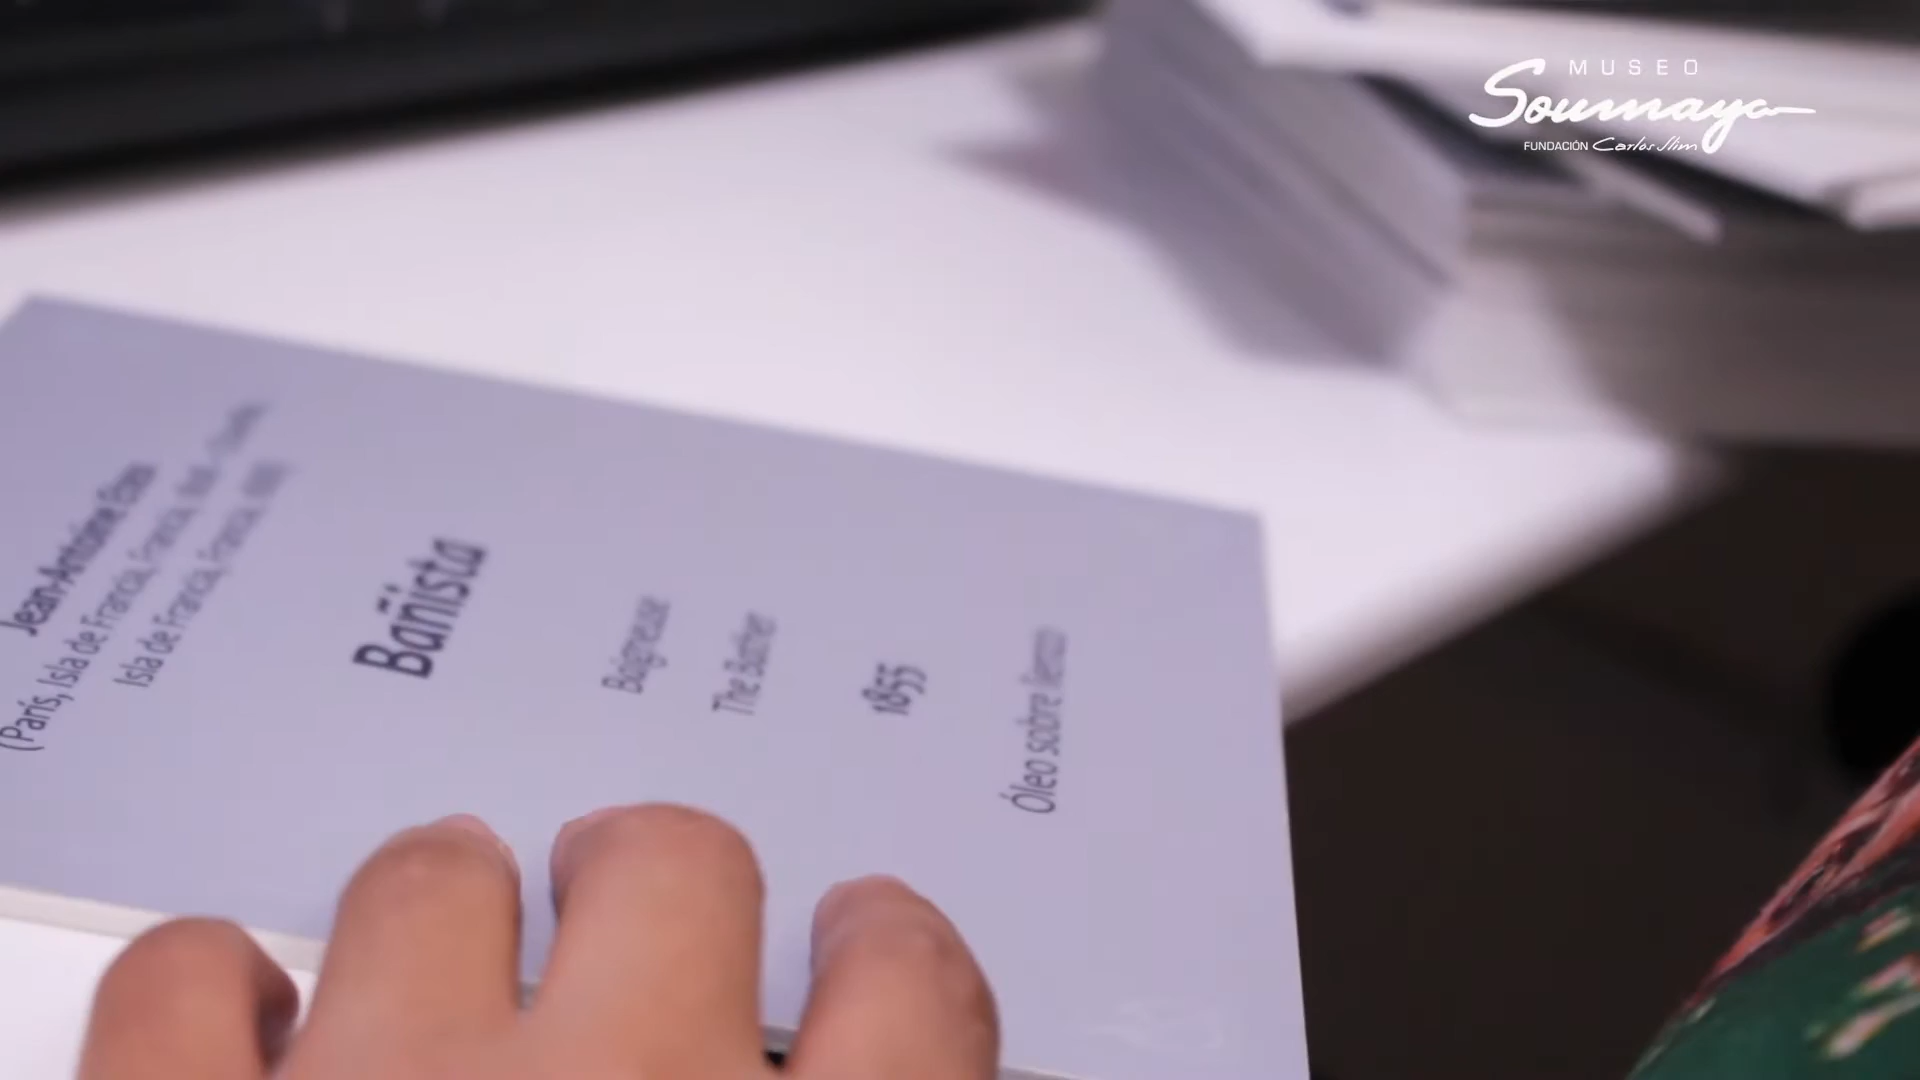 MUSEO
Soumaya
FUNDACIÓN Carlos Slim
Jean-Antoine
(París, Isla de Francia, Francia,
Isla de Francia, Francia,
Bañista
Baigneuse
The Bather
1855
Óleo sobre lienzo